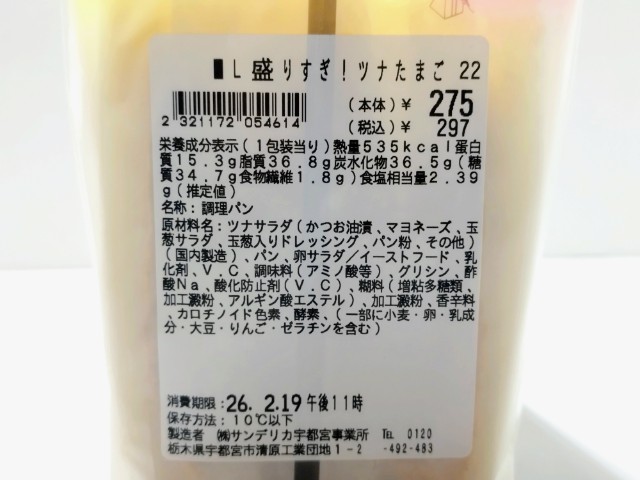 ■L 盛りすぎ！ツナたまご 22
(本体)¥ 275
2 321172 054614
(税込)¥ 297
栄養成分表示(1包装当り)熱量535kcal蛋白
質15.3g脂質36.8g炭水化物36.5g(糖
質34.7g食物繊維1.8g)食塩相当量2.39
g(推定値)
名称：調理パン
原材料名：ツナサラダ(かつお油漬、マヨネーズ、玉
葱サラダ、玉葱入りドレッシング、パン粉、その他)
(国内製造)、パン、卵サラダ／イーストフード、乳
化剤、V.C、調味料(アミノ酸等)、グリシン、酢
酸Na、酸化防止剤(V.C)、糊料(増粘多糖類、
加工澱粉、アルギン酸エステル)、加工澱粉、香辛料
、カロチノイド色素、酵素、(一部に小麦・卵・乳成
分・大豆・りんご・ゼラチンを含む)
消費期限：26. 2.19午後11時
保存方法：10℃以下
製造者 ㈱サンデリカ宇都宮事業所 TEL 0120
栃木県宇都宮市清原工業団地1-2 -492-483